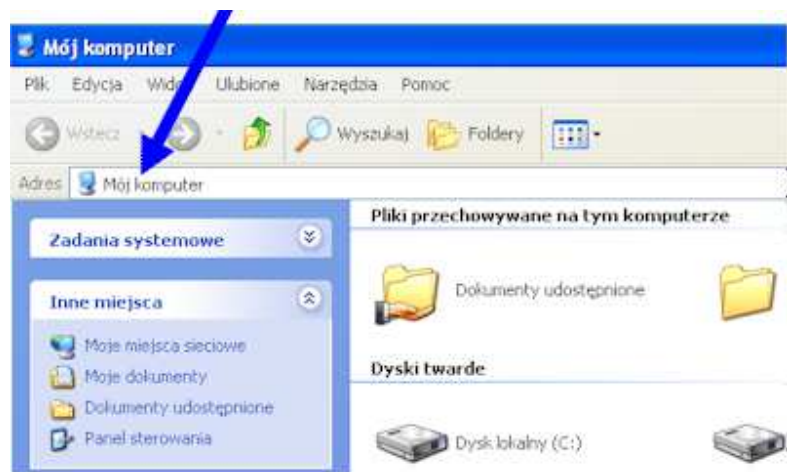 Mój komputer
Plik Edycja Widok Ulubione Narzędzia Pomoc
Wstecz Wyszukaj Foldery
Adres Mój komputer
Pliki przechowywane na tym komputerze
Zadania systemowe
Dokumenty udostępnione
Inne miejsca
Moje miejsca sieciowe
Moje dokumenty
Dokumenty udostępnione
Panel sterowania
Dyski twarde
Dysk lokalny (C:)